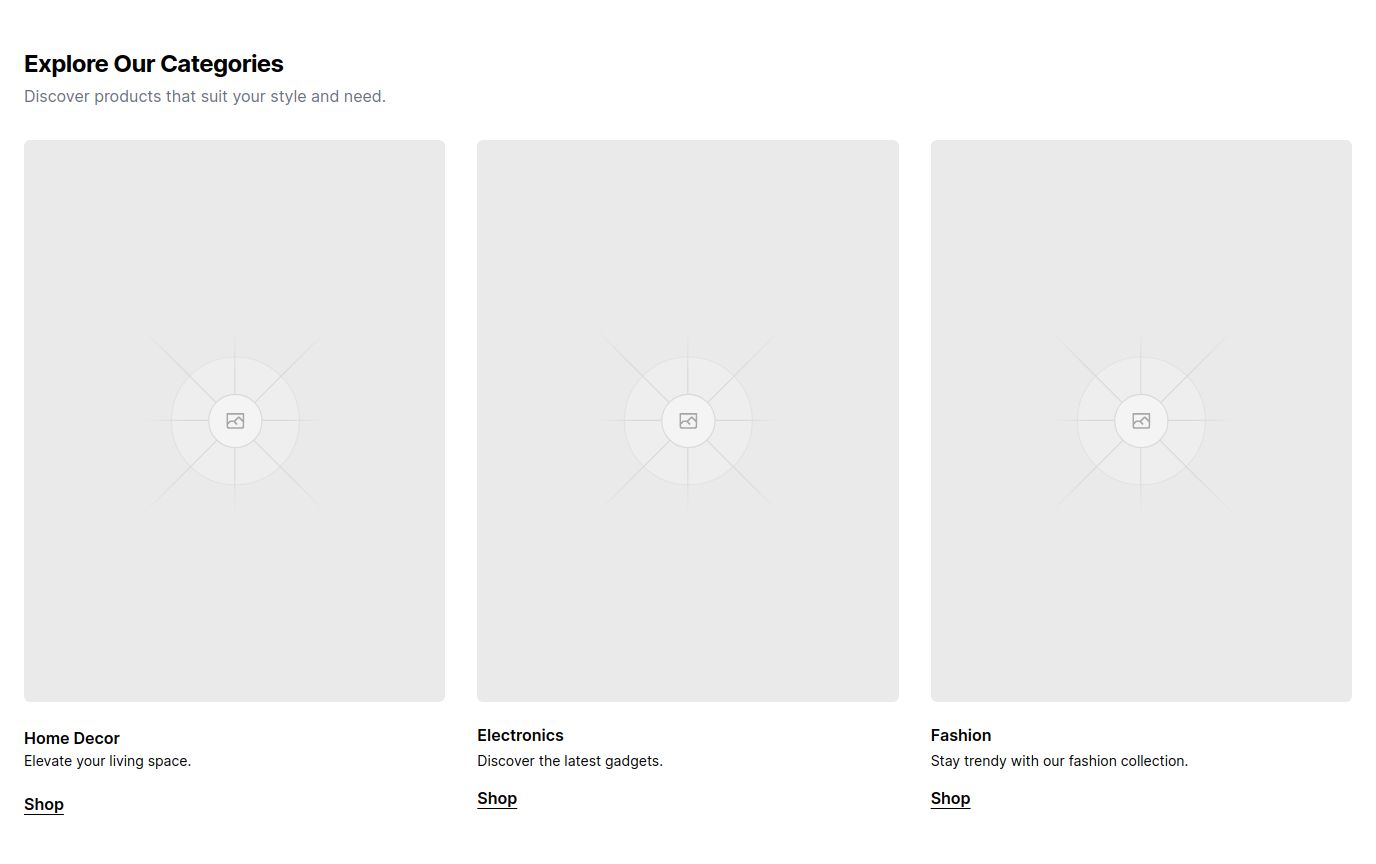 Explore Our Categories
Discover products that suit your style and need.
Home Decor
Elevate your living space.
Shop
Electronics
Discover the latest gadgets.
Shop
Fashion
Stay trendy with our fashion collection.
Shop